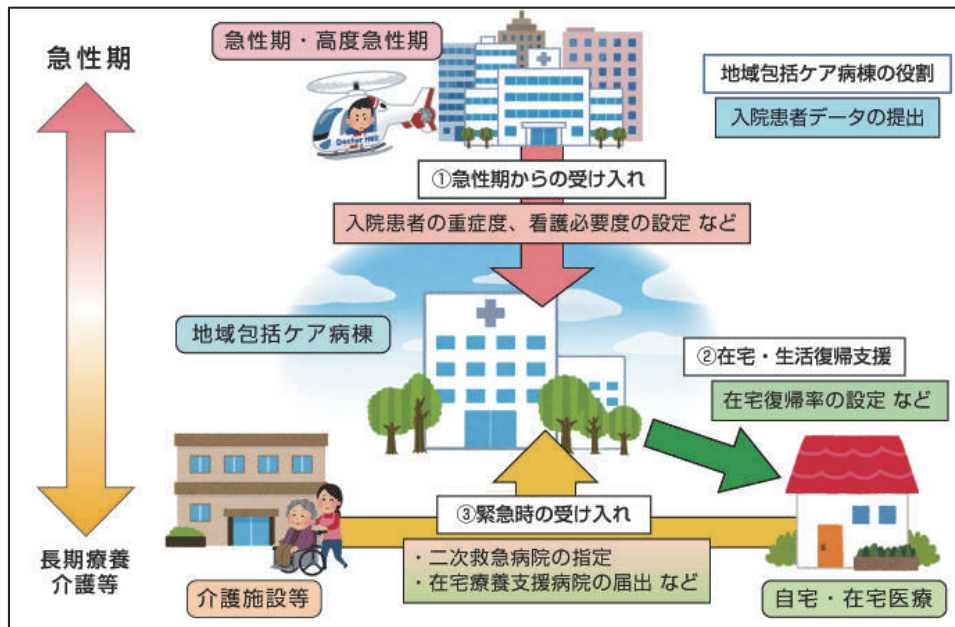 急性期
急性期・高度急性期
地域包括ケア病棟の役割
入院患者データの提出
①急性期からの受け入れ
入院患者の重症度、看護必要度の設定 など
地域包括ケア病棟
②在宅・生活復帰支援
在宅復帰率の設定 など
③緊急時の受け入れ
・二次救急病院の指定
・在宅療養支援病院の届出 など
長期療養
介護等
介護施設等
自宅・在宅医療